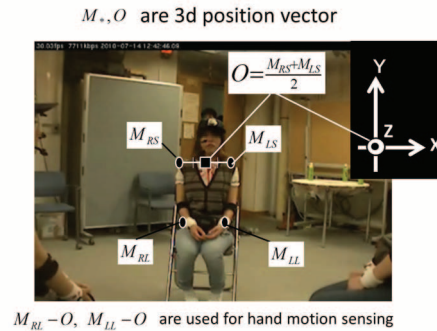 M*, O are 3d position vector
30.03fps 7711kbps 2016-07-14 12:42:46.09
O = (M_RS + M_LS) / 2
Y
Z
X
M_RS
M_LS
M_RL
M_LL
M_RL − O, M_LL − O are used for hand motion sensing